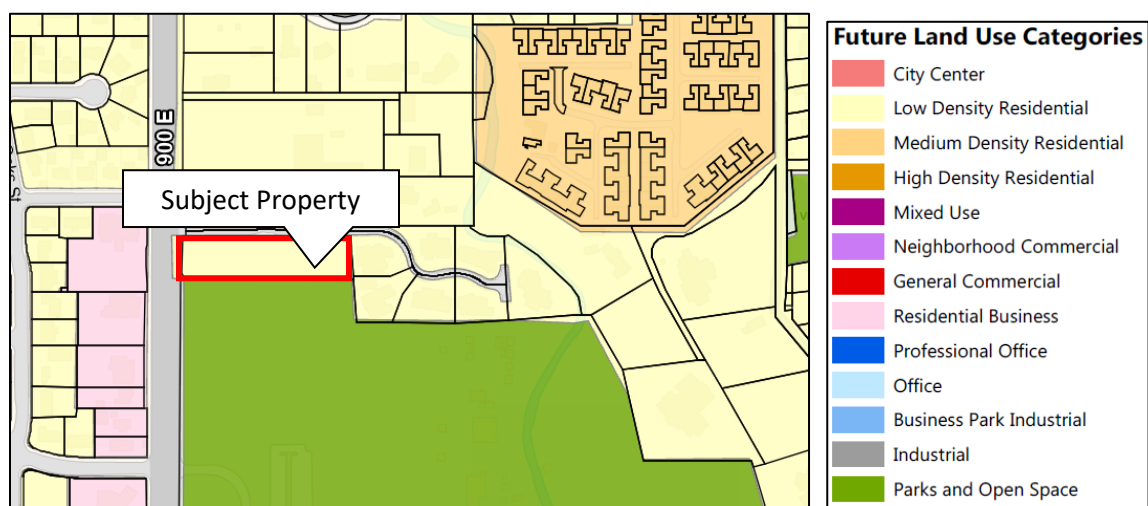 900 E
Subject Property
Future Land Use Categories
City Center
Low Density Residential
Medium Density Residential
High Density Residential
Mixed Use
Neighborhood Commercial
General Commercial
Residential Business
Professional Office
Office
Business Park Industrial
Industrial
Parks and Open Space